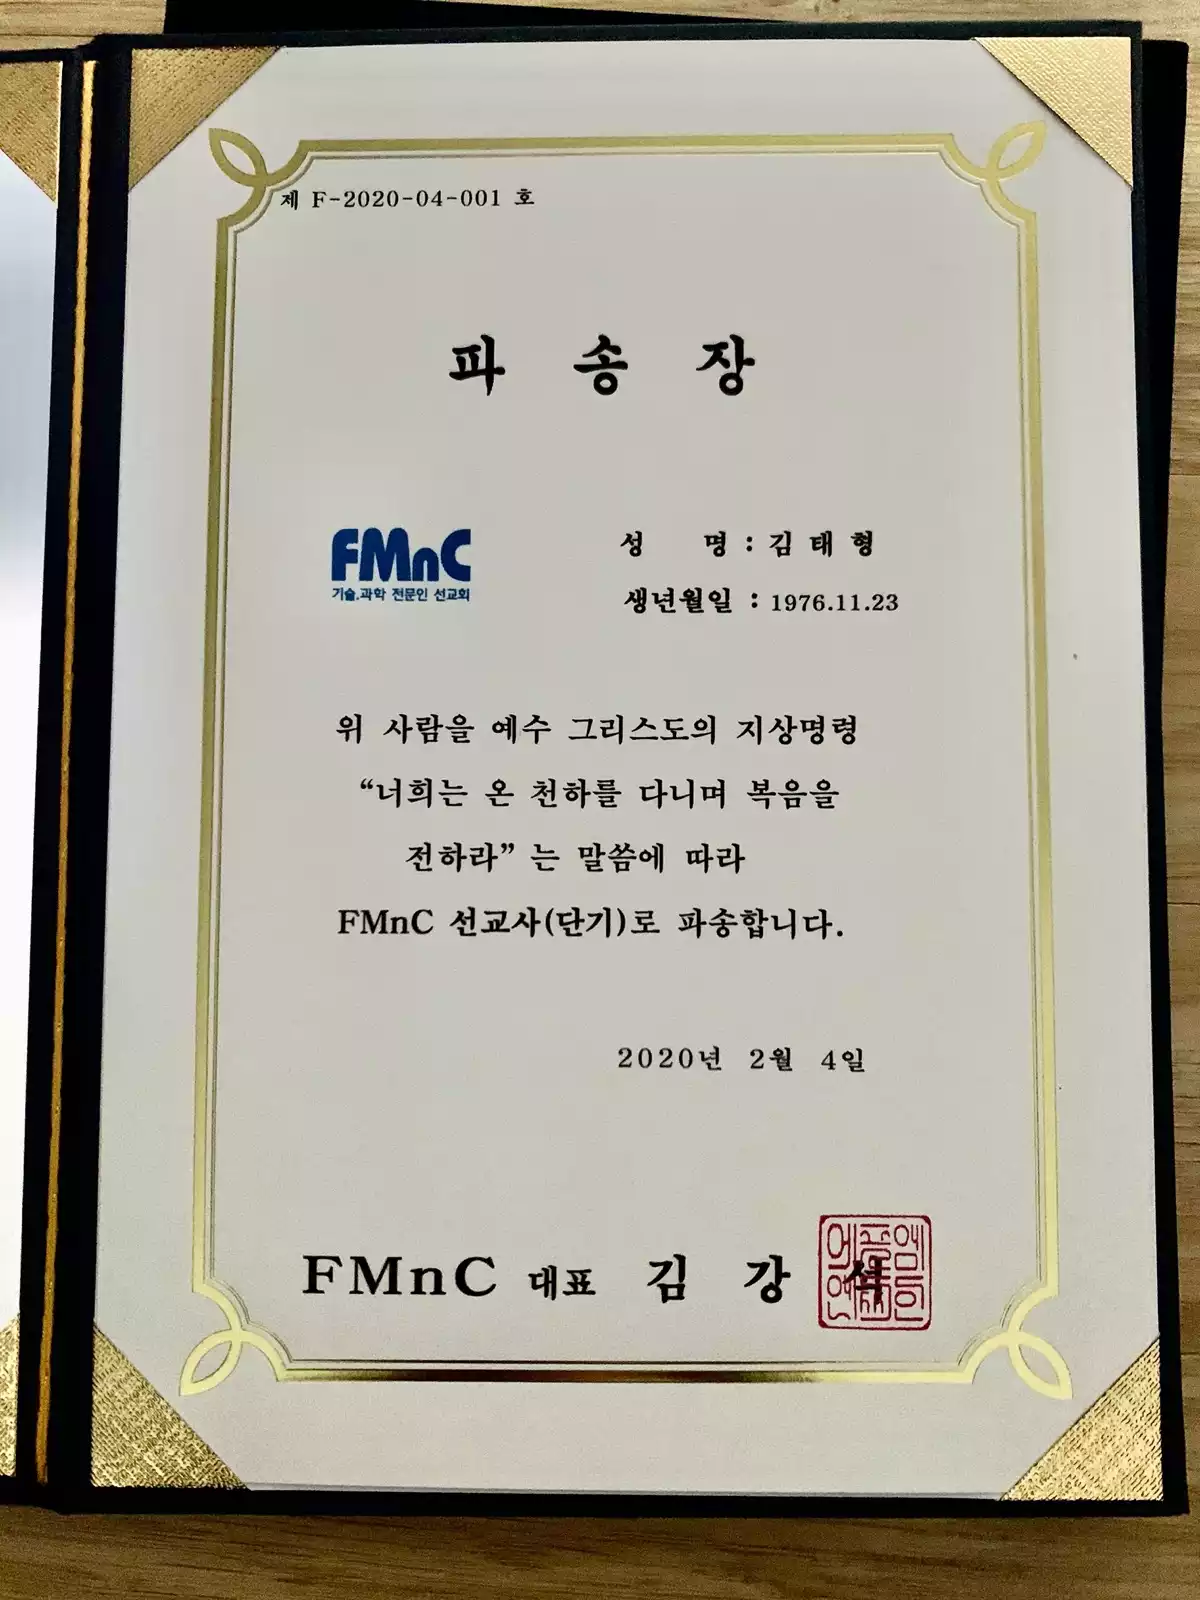 제 F-2020-04-001 호
파 송 장
FMnC
기술.과학 전문인 선교회
성 명 : 김 태 형
생년월일 : 1976.11.23
위 사람을 예수 그리스도의 지상명령
“너희는 온 천하를 다니며 복음을
전하라” 는 말씀에 따라
FMnC 선교사(단기)로 파송합니다.
2020년 2월 4일
FMnC 대표 김 강 석